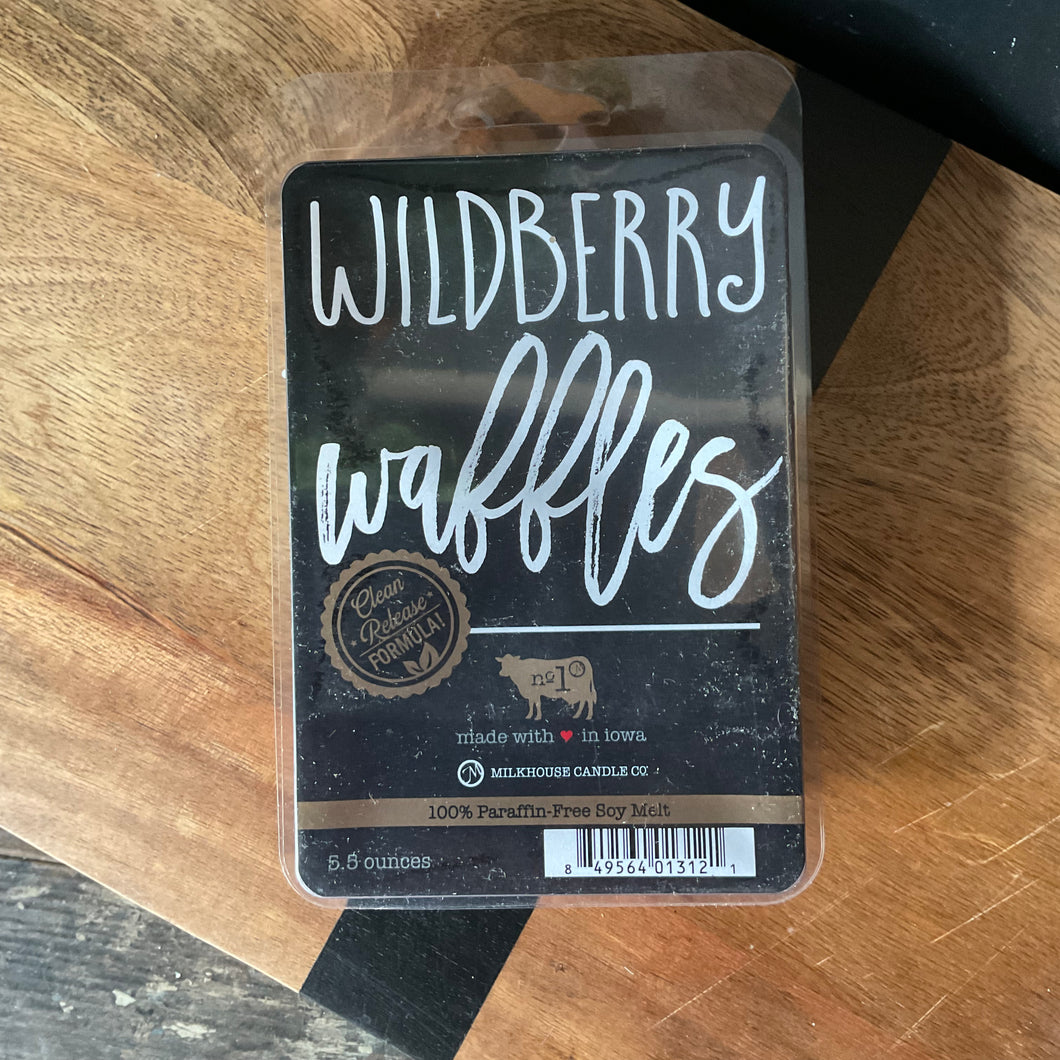 WILDBERRY
waffles
Clean
Release
FORMULA!
no1
made with ♥ in iowa
MILKHOUSE CANDLE CO.
100% Paraffin-Free Soy Melt
5.5 ounces
8 49564 01312 1